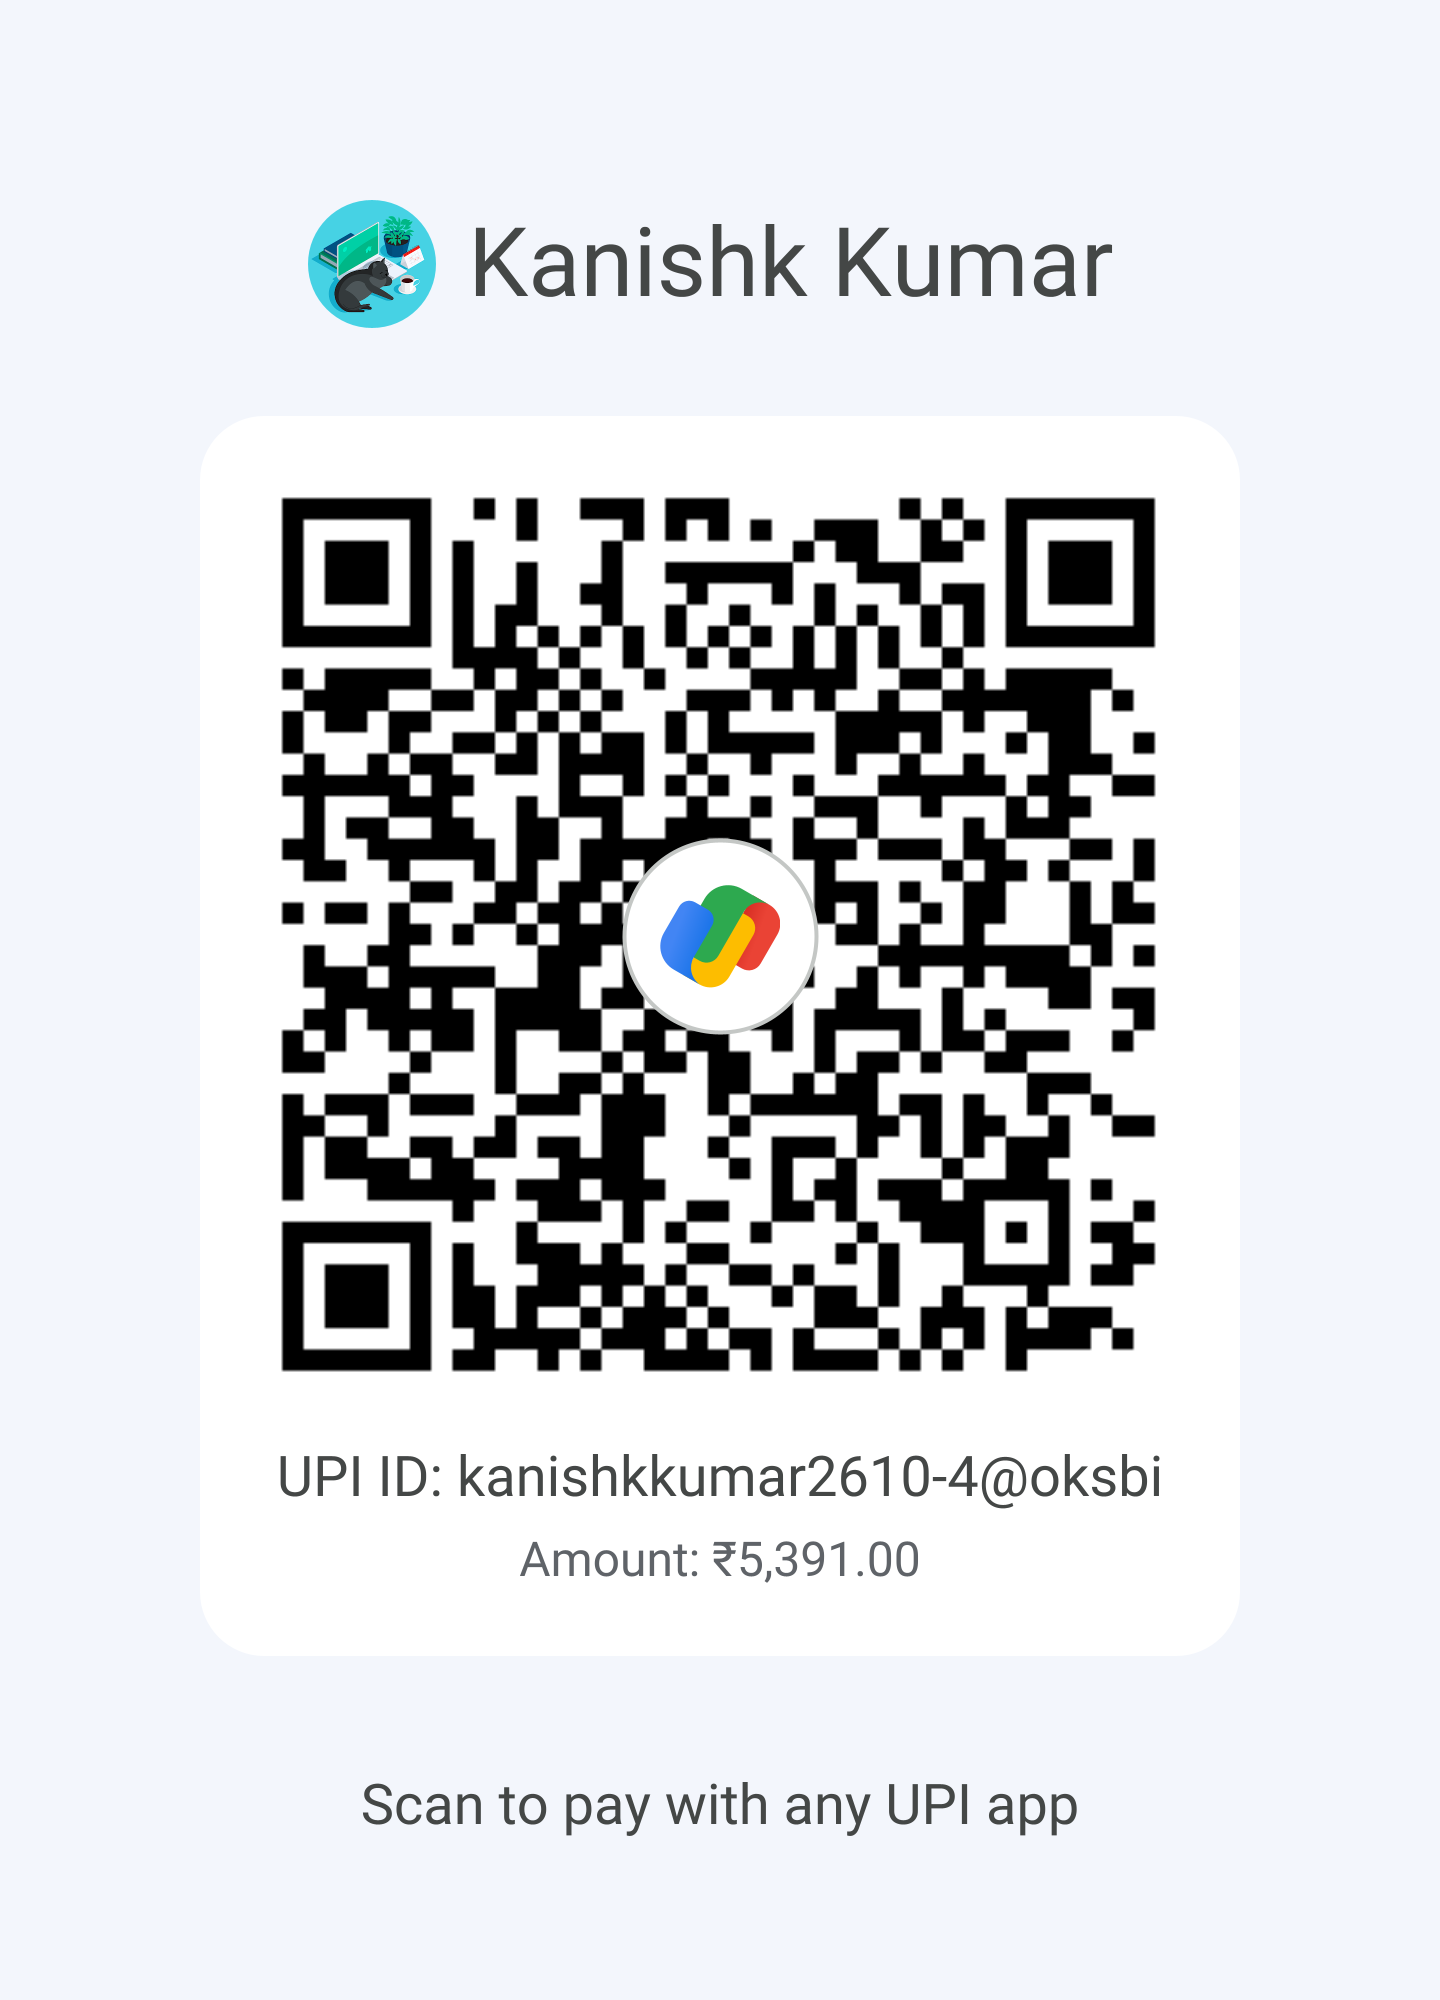 Kanishk Kumar
UPI ID: kanishkkumar2610-4@oksbi
Amount: ₹5,391.00
Scan to pay with any UPI app